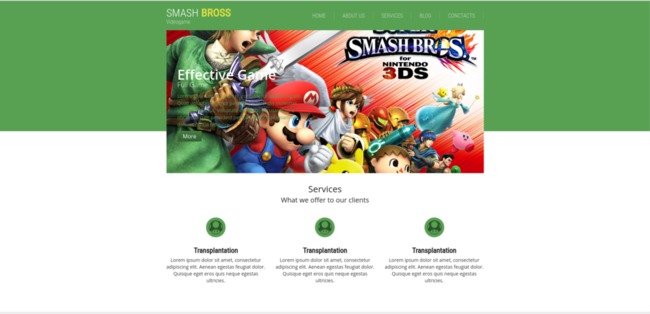 SMASH BROSS
Videogame
HOME
ABOUT US
SERVICES
BLOG
CONCTACTS
SUPER
SMASH BROS.
for
NINTENDO
3DS
Effective Game
Full Game
More
Services
What we offer to our clients
Transplantation
Lorem ipsum dolor sit amet, consectetur
adipiscing elit. Aenean egestas feugiat dolor.
Quisque eget eros quis neque egestas
ultricies.
Transplantation
Lorem ipsum dolor sit amet, consectetur
adipiscing elit. Aenean egestas feugiat dolor.
Quisque eget eros quis neque egestas
ultricies.
Transplantation
Lorem ipsum dolor sit amet, consectetur
adipiscing elit. Aenean egestas feugiat dolor.
Quisque eget eros quis neque egestas
ultricies.